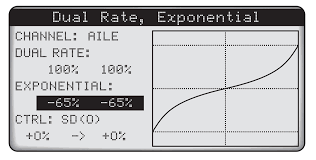 Dual Rate, Exponential
CHANNEL: AILE
DUAL RATE:
100% 100%
EXPONENTIAL:
-65% -65%
CTRL: SD(0)
+0% -> +0%